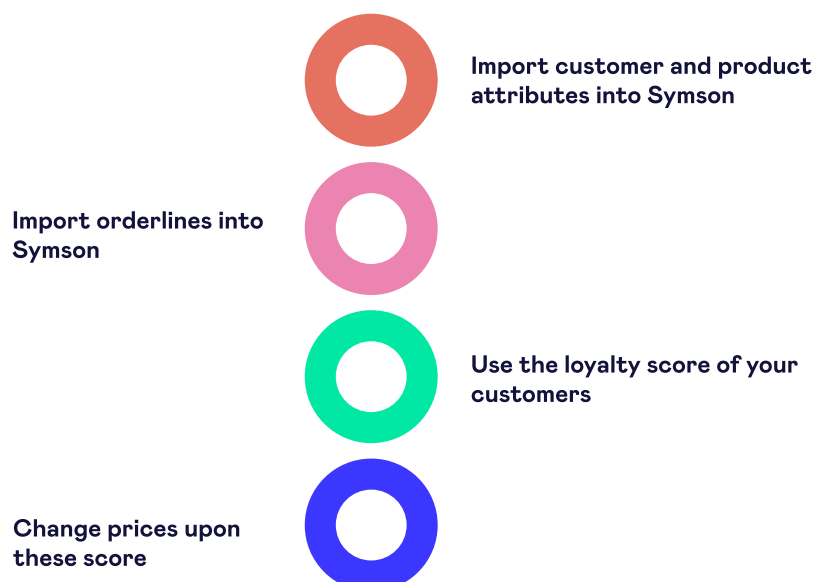 Import customer and product
attributes into Symson
Import orderlines into
Symson
Use the loyalty score of your
customers
Change prices upon
these score